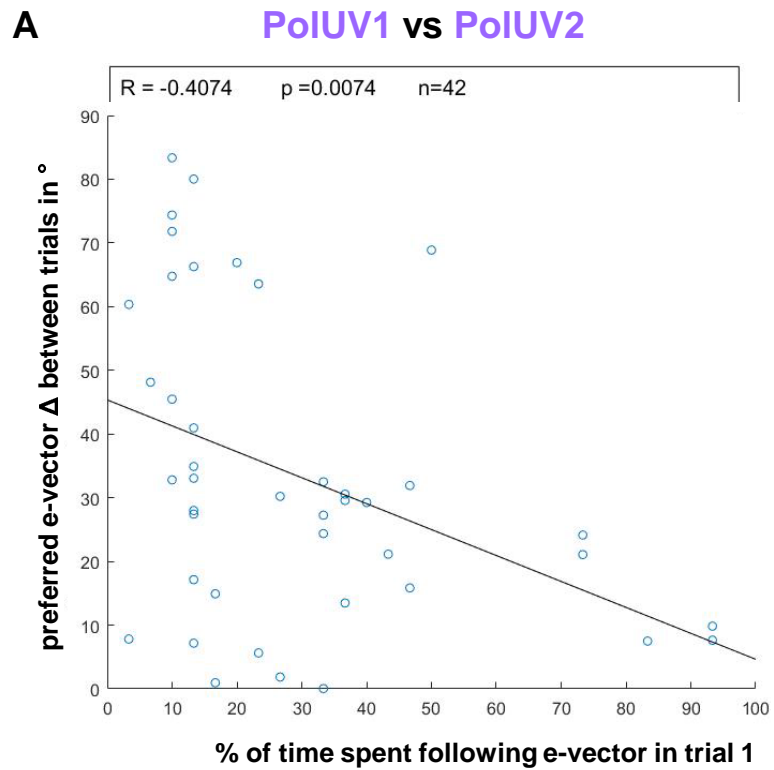 A
PolUV1 vs PolUV2
R = -0.4074 p =0.0074 n=42
preferred e-vector Δ between trials in °
90
80
70
60
50
40
30
20
10
0
0 10 20 30 40 50 60 70 80 90 100
% of time spent following e-vector in trial 1